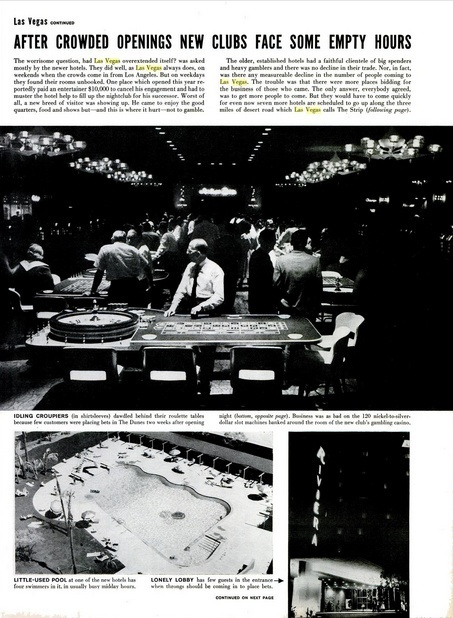 Las Vegas CONTINUED
AFTER CROWDED OPENINGS NEW CLUBS FACE SOME EMPTY HOURS
The worrisome question, had Las Vegas overextended itself? was asked
mostly by the newer hotels. They did well, as Las Vegas always does, on
weekends when the crowds come in from Los Angeles. But on weekdays
they found their rooms unbooked. One place which opened this year re-
portedly paid an entertainer $10,000 to cancel his engagement and had to
muster the hotel help to fill up the nightclub for his successor. Worst of
all, a new breed of visitor was showing up. He came to enjoy the good
quarters, food and shows but—and this is where it hurt—not to gamble.
The older, established hotels had a faithful clientele of big spenders
and heavy gamblers and there was no decline in their trade. Nor, in fact,
was there any measureable decline in the number of people coming to
Las Vegas. The trouble was that there were more places bidding for
the business of those who came. The only answer, everybody agreed,
was to get more people to come. But they would have to come quickly
for even now seven more hotels are scheduled to go up along the three
miles of desert road which Las Vegas calls The Strip (following page).
IDLING CROUPIERS (in shirtsleeves) dawdled behind their roulette tables
because few customers were placing bets in The Dunes two weeks after opening
night (bottom, opposite page). Business was as bad on the 120 nickel-to-silver-
dollar slot machines banked around the room of the new club's gambling casino.
RIVIERA
LITTLE-USED POOL at one of the new hotels has
four swimmers in it, in usually busy midday hours.
LONELY LOBBY has few guests in the entrance
when throngs should be coming in to place bets.
CONTINUED ON NEXT PAGE